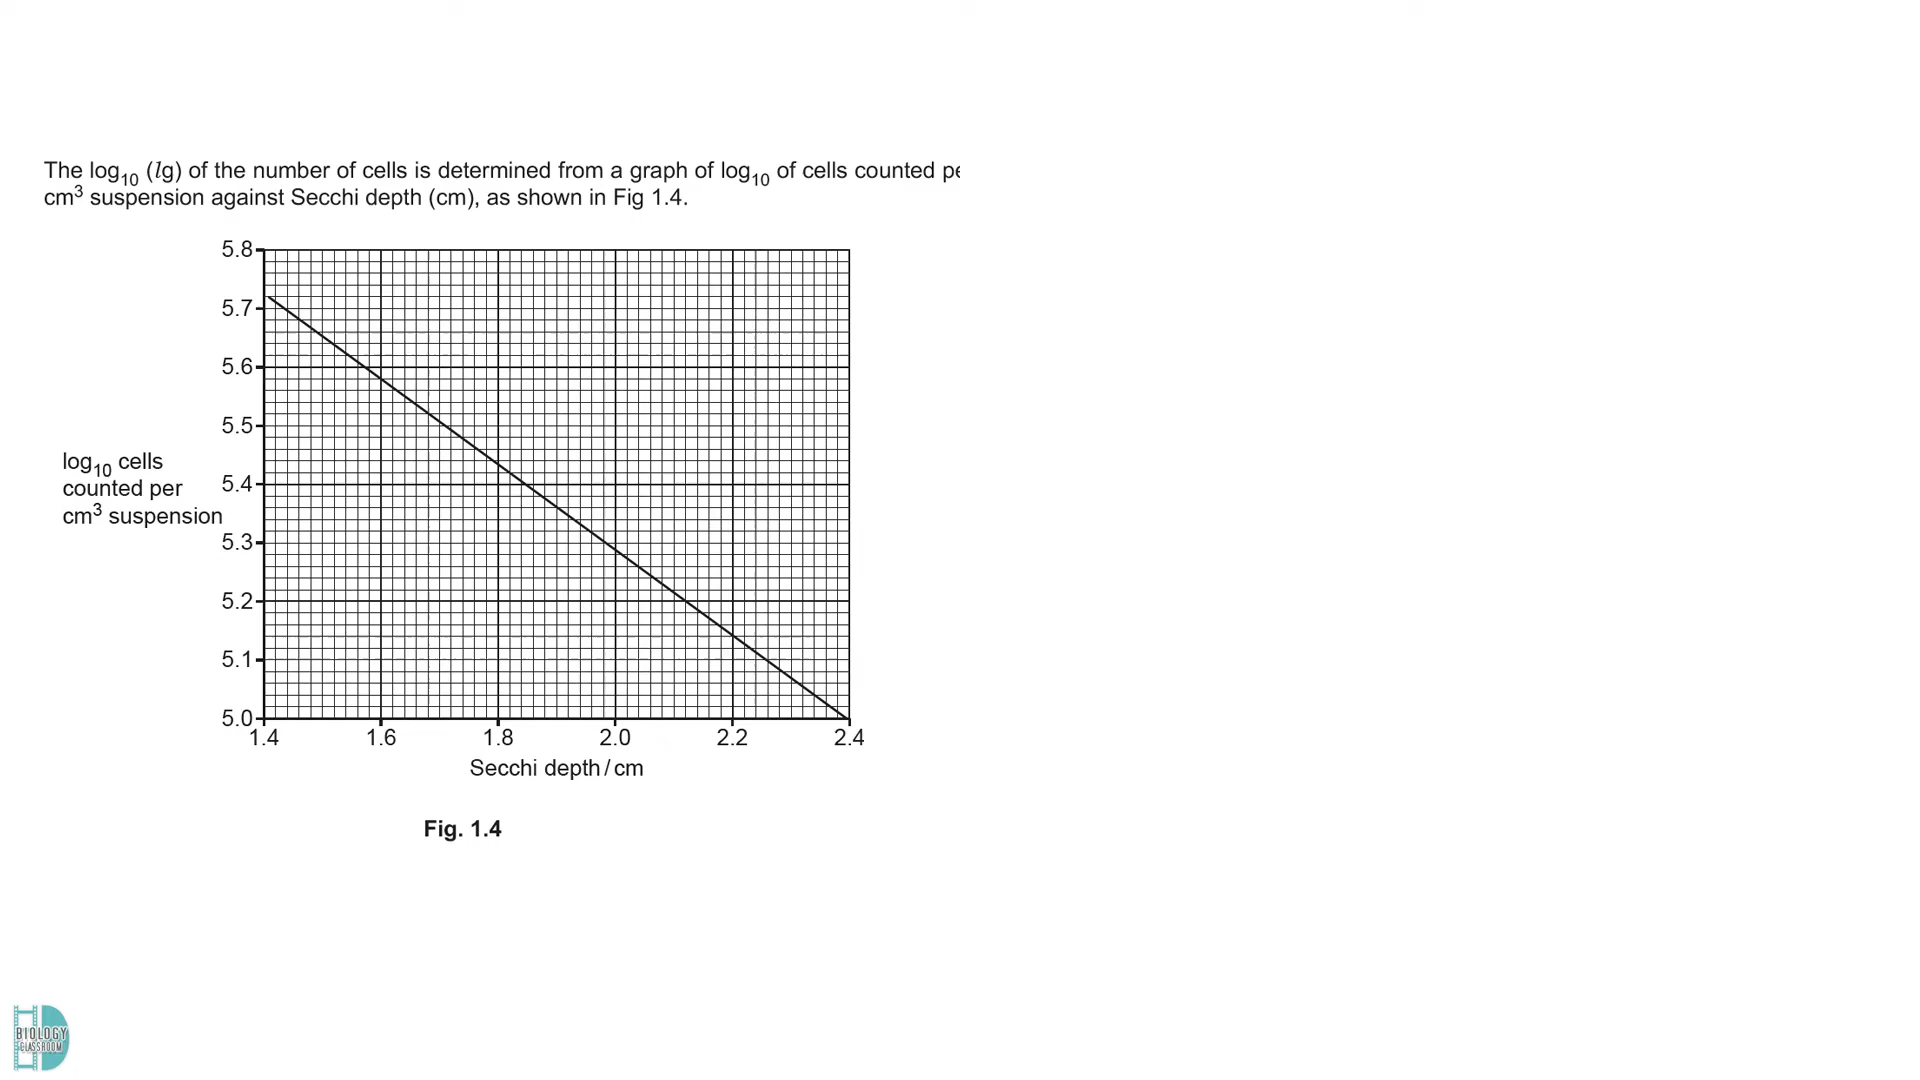 The log10 (lg) of the number of cells is determined from a graph of log10 of cells counted pe
cm3 suspension against Secchi depth (cm), as shown in Fig 1.4.
5.8
5.7
5.6
5.5
log10 cells
counted per
cm3 suspension
5.4
5.3
5.2
5.1
5.0
1.4 1.6 1.8 2.0 2.2 2.4
Secchi depth / cm
Fig. 1.4
BIOLOGY
CLASSROOM